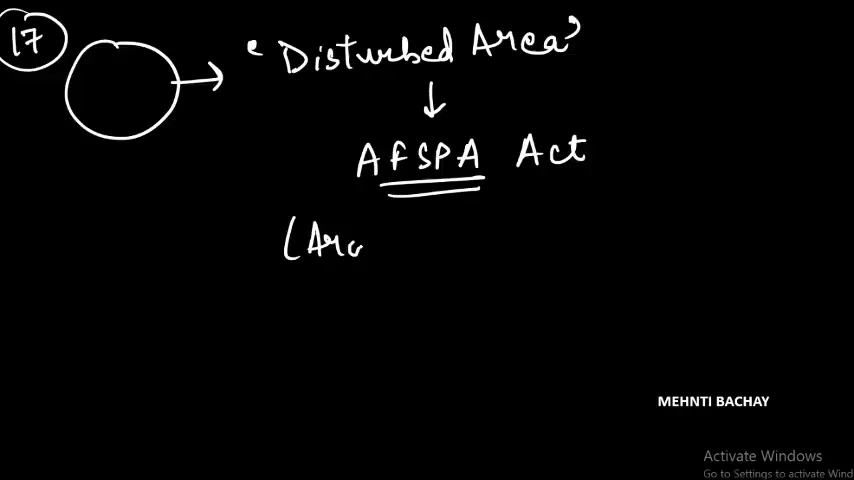 17
'Disturbed Area'
AFSPA Act
MEHNTI BACHAY
Activate Windows
Go to Settings to activate Wind